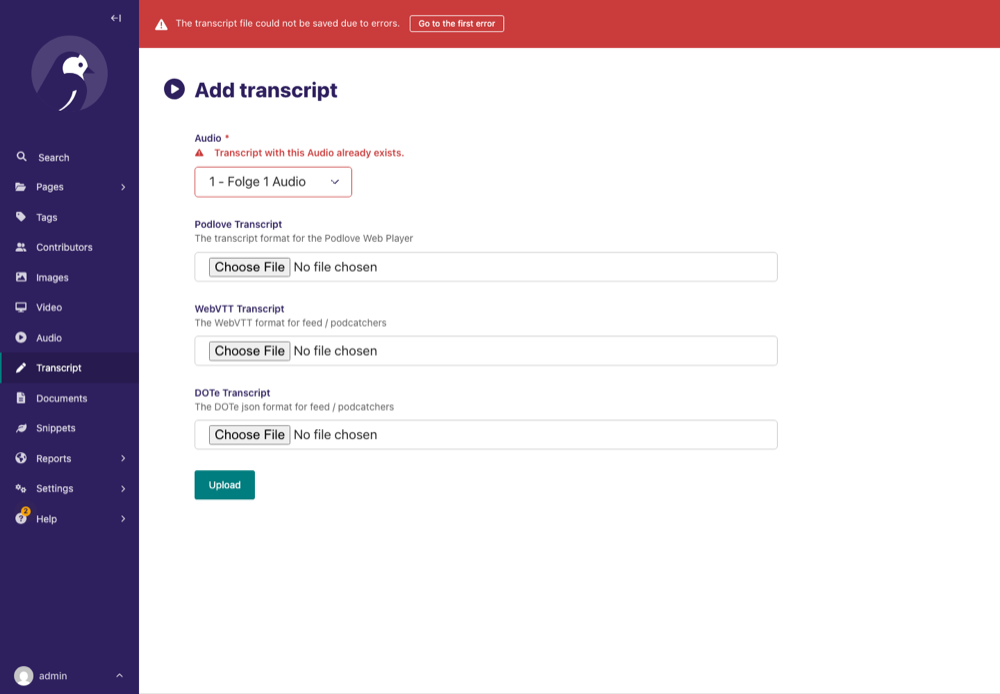 The transcript file could not be saved due to errors. Go to the first error
Search
Pages
Tags
Contributors
Images
Video
Audio
Transcript
Documents
Snippets
Reports
Settings
2
Help
admin
Add transcript
Audio *
Transcript with this Audio already exists.
1 - Folge 1 Audio
Podlove Transcript
The transcript format for the Podlove Web Player
Choose File No file chosen
WebVTT Transcript
The WebVTT format for feed / podcatchers
Choose File No file chosen
DOTe Transcript
The DOTe json format for feed / podcatchers
Choose File No file chosen
Upload